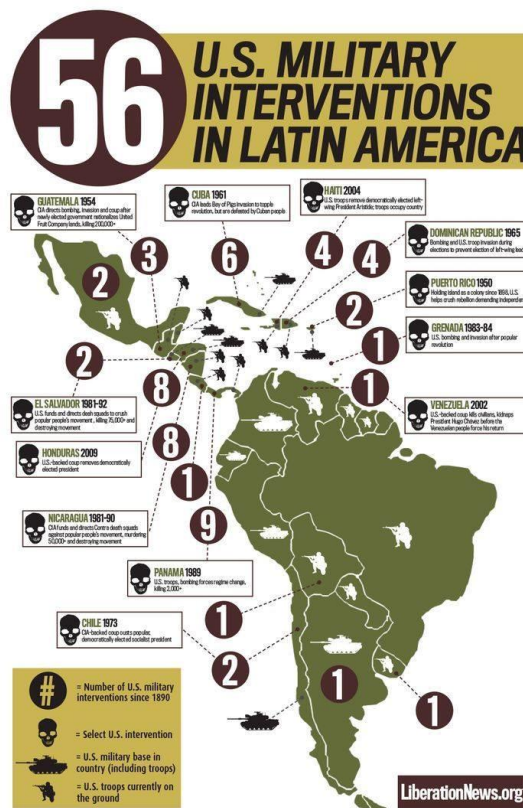 56
U.S. MILITARY
INTERVENTIONS
IN LATIN AMERICA
GUATEMALA 1954
CIA directs bombing, invasion and coup after
newly elected government nationalizes United
Fruit Company lands, killing 200,000+
CUBA 1961
CIA leads Bay of Pigs invasion to topple
revolution, but are defeated by Cuban people
HAITI 2004
U.S. troops remove democratically elected left-
wing President Aristide; troops occupy country
DOMINICAN REPUBLIC 1965
Bombing and U.S. troop invasion during
elections to prevent election of left-wing
PUERTO RICO 1950
Holding island as a colony since 1898, U.S.
helps crush rebellion demanding
GRENADA 1983-84
U.S. bombing and invasion after popular
revolution
2
3
6
4
4
2
1
2
8
1
EL SALVADOR 1981-92
U.S. funds and directs death squads to crush
popular people's movement, killing 75,000+ and
destroying movement
VENEZUELA 2002
U.S.-backed coup kills civilians, kidnaps
President Hugo Chávez before the
Venezuelan people force his return
HONDURAS 2009
U.S.-backed coup removes democratically
elected president
8
1
9
NICARAGUA 1981-90
CIA funds and directs Contra death squads
against popular people's movement, murdering
50,000+ and destroying movement
PANAMA 1989
U.S. troops, bombing forces regime change,
killing 2,000+
1
CHILE 1973
CIA-backed coup ousts popular,
democratically elected socialist president
2
1
1
# = Number of U.S. military
interventions since 1890
= Select U.S. intervention
= U.S. military base in
country (including troops)
= U.S. troops currently on
the ground
LiberationNews.org